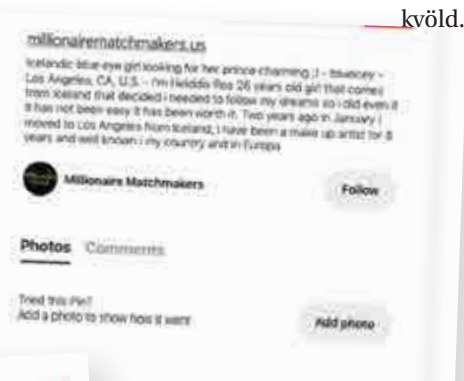 kvöld.
millionairematchmakers.us
Icelandic blue eye girl looking for her prince charming ;) - blueicey -
Los Angeles, CA, U.S. - I'm Heiddis Ros 26 years old girl that comes
from Iceland that decided i needed to follow my dreams so i did even it
it has not been easy it has been worth it. Two years ago in January i
moved to Los Angeles from Iceland, i have been a make up artist for 8
years and well known i my country and in Europa
Millionaire Matchmakers
Follow
Photos Comments
Tried this Pin?
Add a photo to show how it went
Add photo